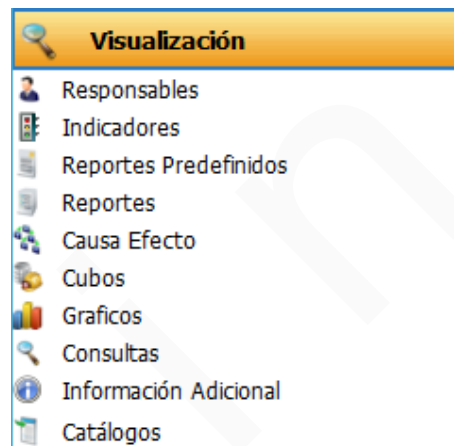 Visualización
Responsables
Indicadores
Reportes Predefinidos
Reportes
Causa Efecto
Cubos
Graficos
Consultas
Información Adicional
Catálogos